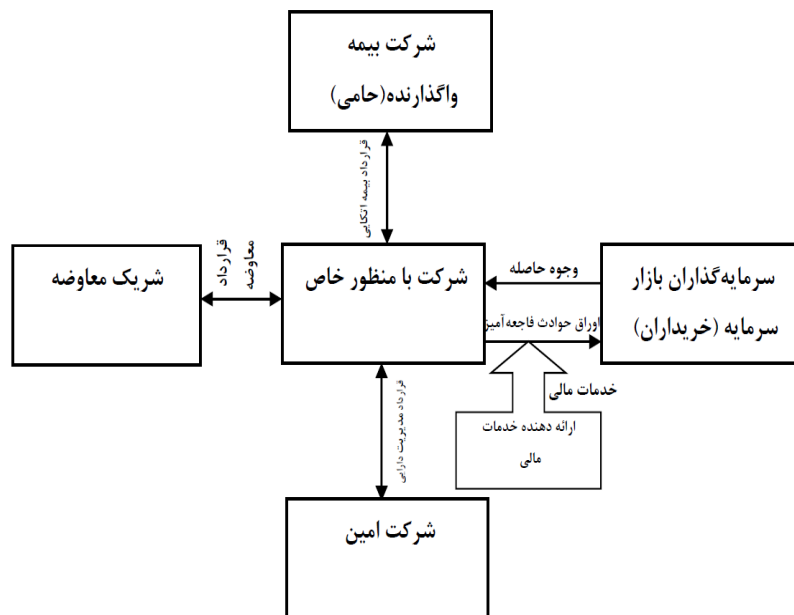 شرکت بیمه
واگذارنده(حامی)
قرارداد بیمه اتکایی
سرمایه‌گذاران بازار
سرمایه (خریداران)
وجوه حاصله
اوراق حوادث فاجعه‌آمیز
شرکت با منظور خاص
قرارداد
معاوضه
شریک معاوضه
خدمات مالی
ارائه دهنده خدمات
مالی
قرارداد مدیریت دارایی
شرکت امین